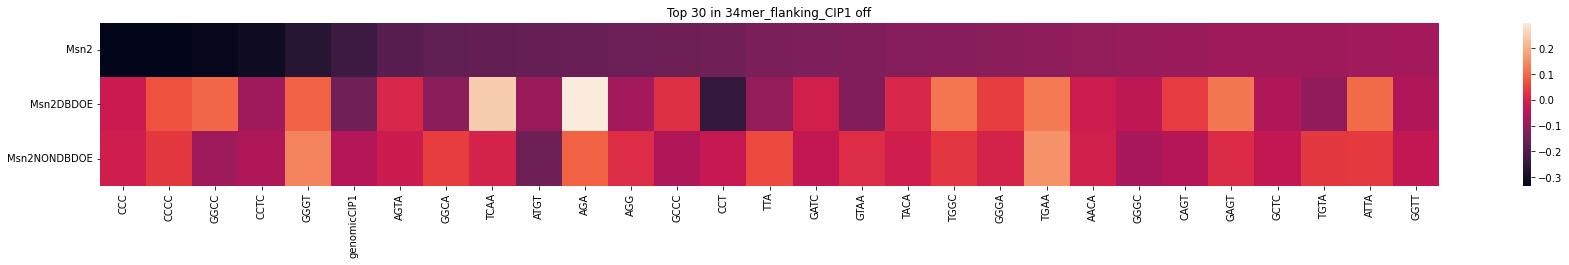 Top 30 in 34mer_flanking_CIP1 off
Msn2
Msn2DBDOE
Msn2NONDBDOE
CCC
CCCC
GGCC
CCTC
GGGT
genomicCIP1
AGTA
GGCA
TCAA
ATGT
AGA
AGG
GCCC
CCT
TTA
GATC
GTAA
TACA
TGGC
GGGA
TGAA
AACA
GGGC
CAGT
GAGT
GCTC
TGTA
ATTA
GGTT
0.2
0.1
0.0
−0.1
−0.2
−0.3